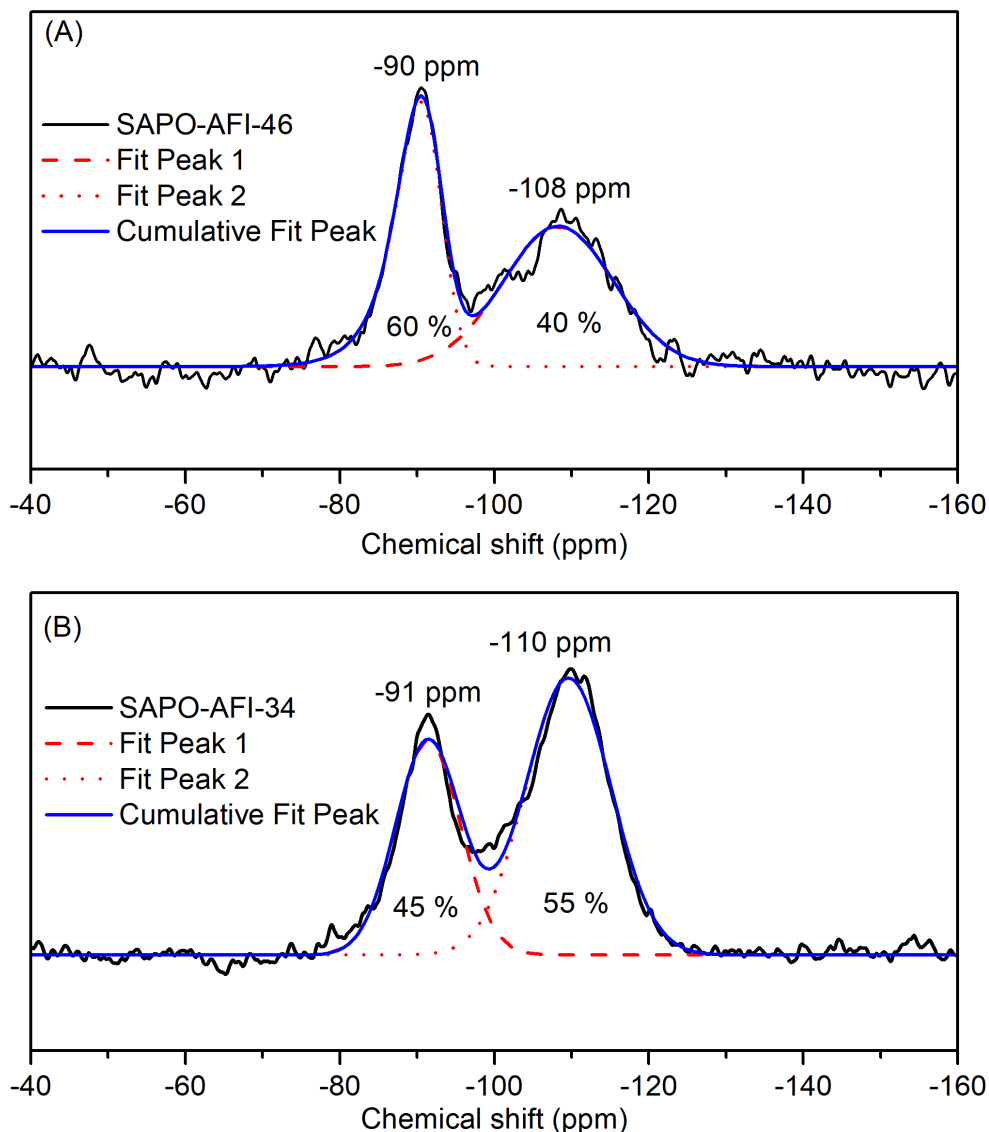 (A)
-90 ppm
SAPO-AFI-46
Fit Peak 1
Fit Peak 2
-108 ppm
Cumulative Fit Peak
60 %
40 %
-40
-60
-80
-100
-120
-140
-160
Chemical shift (ppm)
(B)
-110 ppm
-91 ppm
SAPO-AFI-34
Fit Peak 1
Fit Peak 2
Cumulative Fit Peak
45 %
55 %
-40
-60
-80
-100
-120
-140
-160
Chemical shift (ppm)